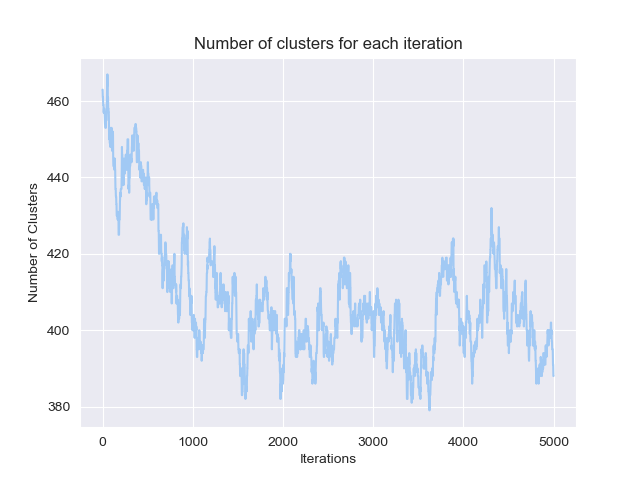 Number of clusters for each iteration
460
440
420
400
380
Number of Clusters
0 1000 2000 3000 4000 5000
Iterations